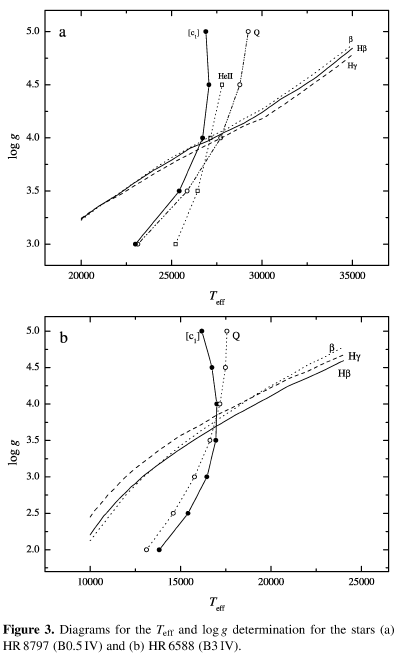 a
[c₁]
Q
HeII
β
Hβ
Hγ
5.0
4.5
4.0
3.5
3.0
log g
20000 25000 30000 35000
T_eff
b
[c₁]
Q
β
Hγ
Hβ
5.0
4.5
4.0
3.5
3.0
2.5
2.0
log g
10000 15000 20000 25000
T_eff
Figure 3. Diagrams for the T_eff and log g determination for the stars (a)
HR 8797 (B0.5 IV) and (b) HR 6588 (B3 IV).